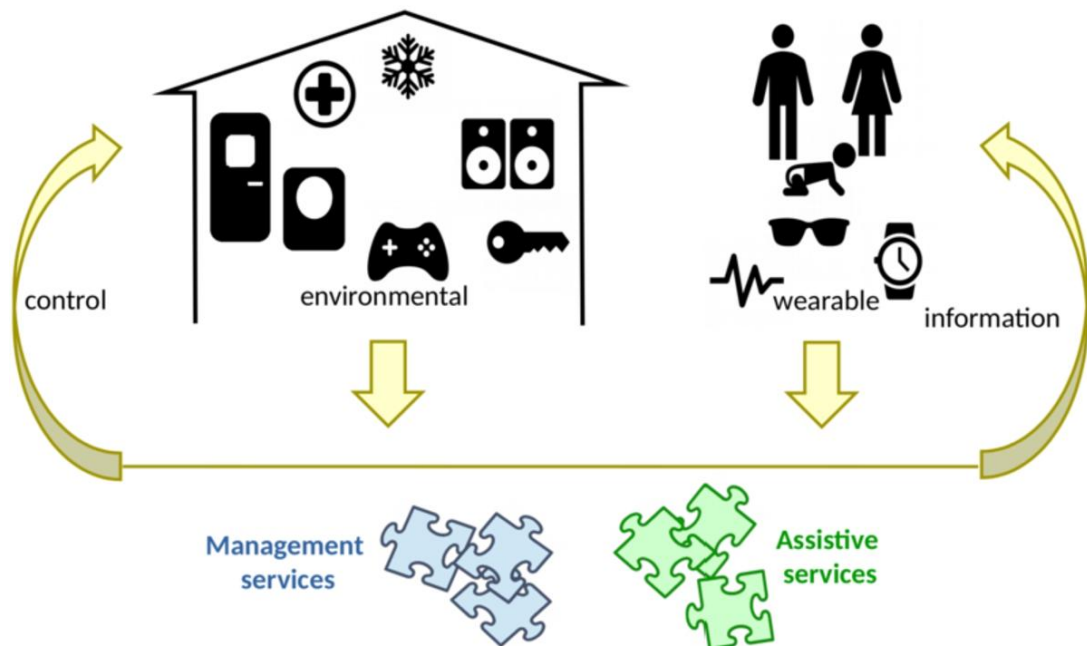 control
environmental
wearable
information
Management
services
Assistive
services